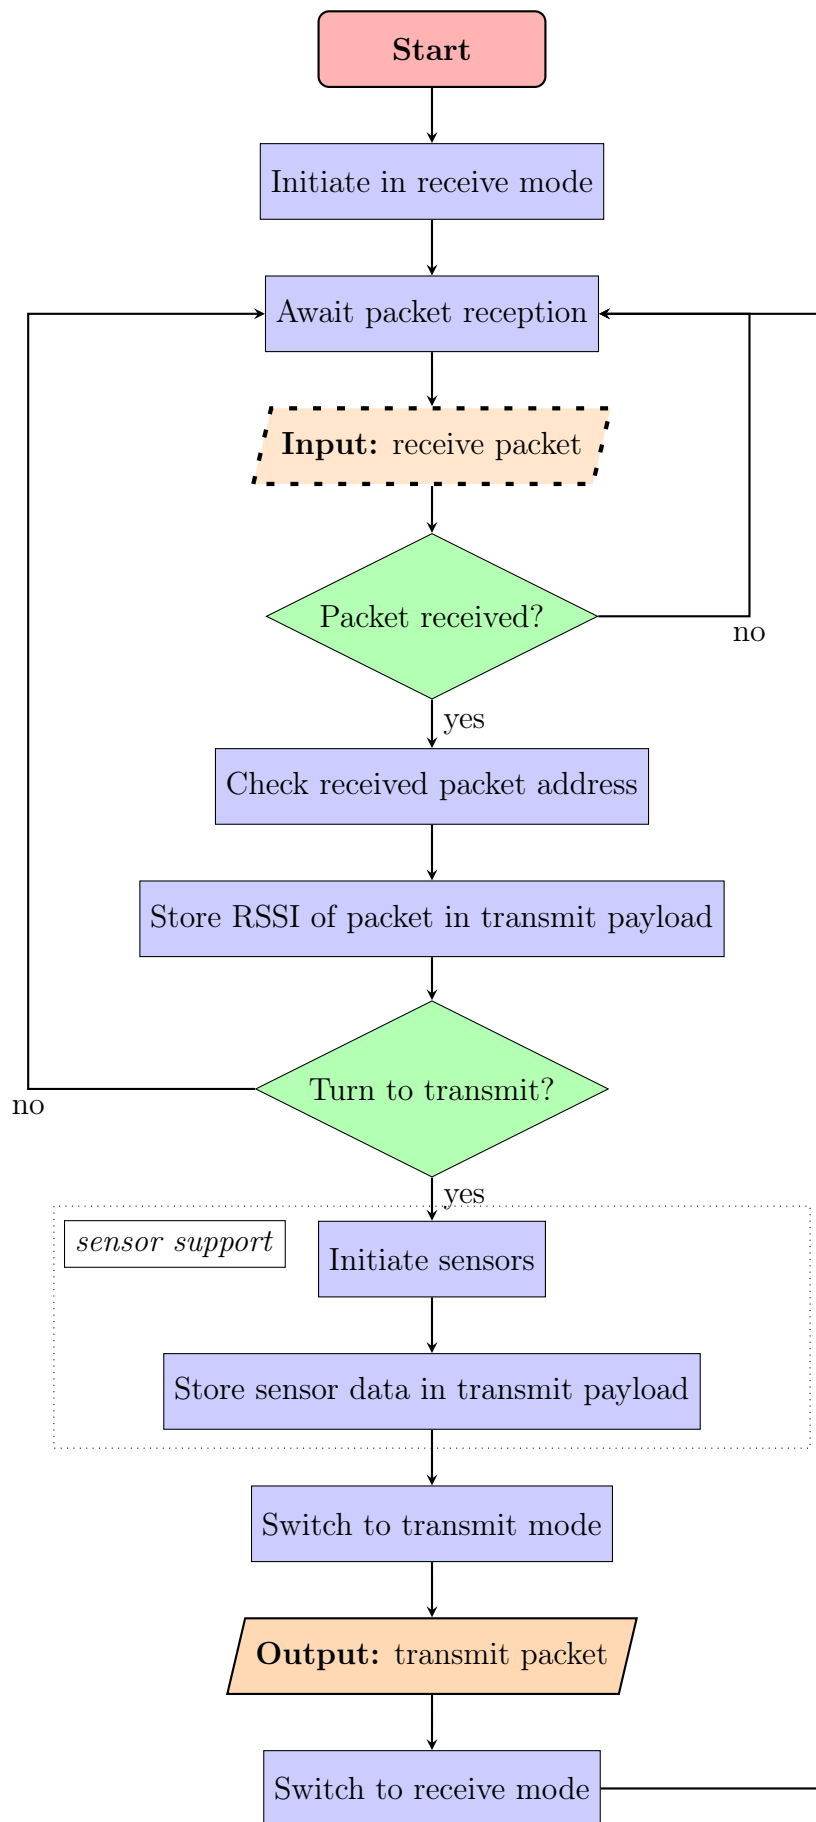 Start
Initiate in receive mode
Await packet reception
Input: receive packet
Packet received?
no
yes
Check received packet address
Store RSSI of packet in transmit payload
Turn to transmit?
no
yes
sensor support
Initiate sensors
Store sensor data in transmit payload
Switch to transmit mode
Output: transmit packet
Switch to receive mode